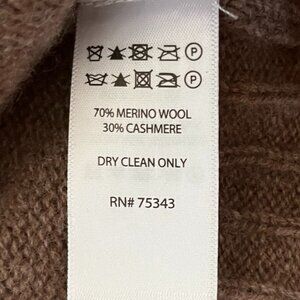 P
P
70% MERINO WOOL
30% CASHMERE
DRY CLEAN ONLY
RN# 75343